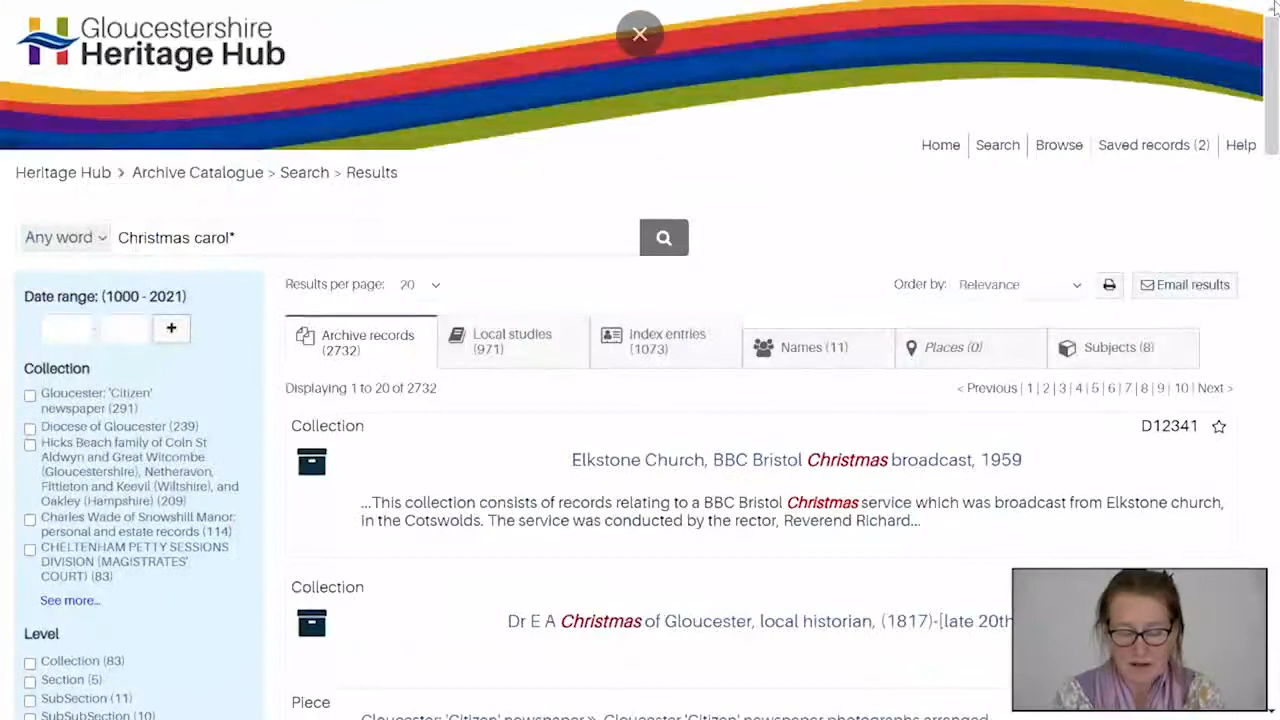 Gloucestershire
Heritage Hub
Home
Search
Browse
Saved records (2)
Help
Heritage Hub > Archive Catalogue > Search > Results
Any word
Christmas carol*
Date range: (1000 - 2021)
-
+
Collection
Gloucester: 'Citizen'
newspaper (291)
Diocese of Gloucester (239)
Hicks Beach family of Coln St
Aldwyn and Great Witcombe
(Gloucestershire), Netheravon,
Fittleton and Keevil (Wiltshire), and
Oakley (Hampshire) (209)
Charles Wade of Snowshill Manor:
personal and estate records (114)
CHELTENHAM PETTY SESSIONS
DIVISION (MAGISTRATES'
COURT) (83)
See more...
Level
Collection (83)
Section (5)
SubSection (11)
SubSubSection (10)
Results per page: 20
Order by: Relevance
Email results
Archive records
(2732)
Local studies
(971)
Index entries
(1073)
Names (11)
Places (0)
Subjects (8)
Displaying 1 to 20 of 2732
< Previous | 1 | 2 | 3 | 4 | 5 | 6 | 7 | 8 | 9 | 10 | Next >
Collection
D12341
Elkstone Church, BBC Bristol Christmas broadcast, 1959
...This collection consists of records relating to a BBC Bristol Christmas service which was broadcast from Elkstone church,
in the Cotswolds. The service was conducted by the rector, Reverend Richard...
Collection
Dr E A Christmas of Gloucester, local historian, (1817)-[late 20th
Piece
Gloucester: 'Citizen' newspaper » Gloucester 'Citizen' newspaper photographs arranged